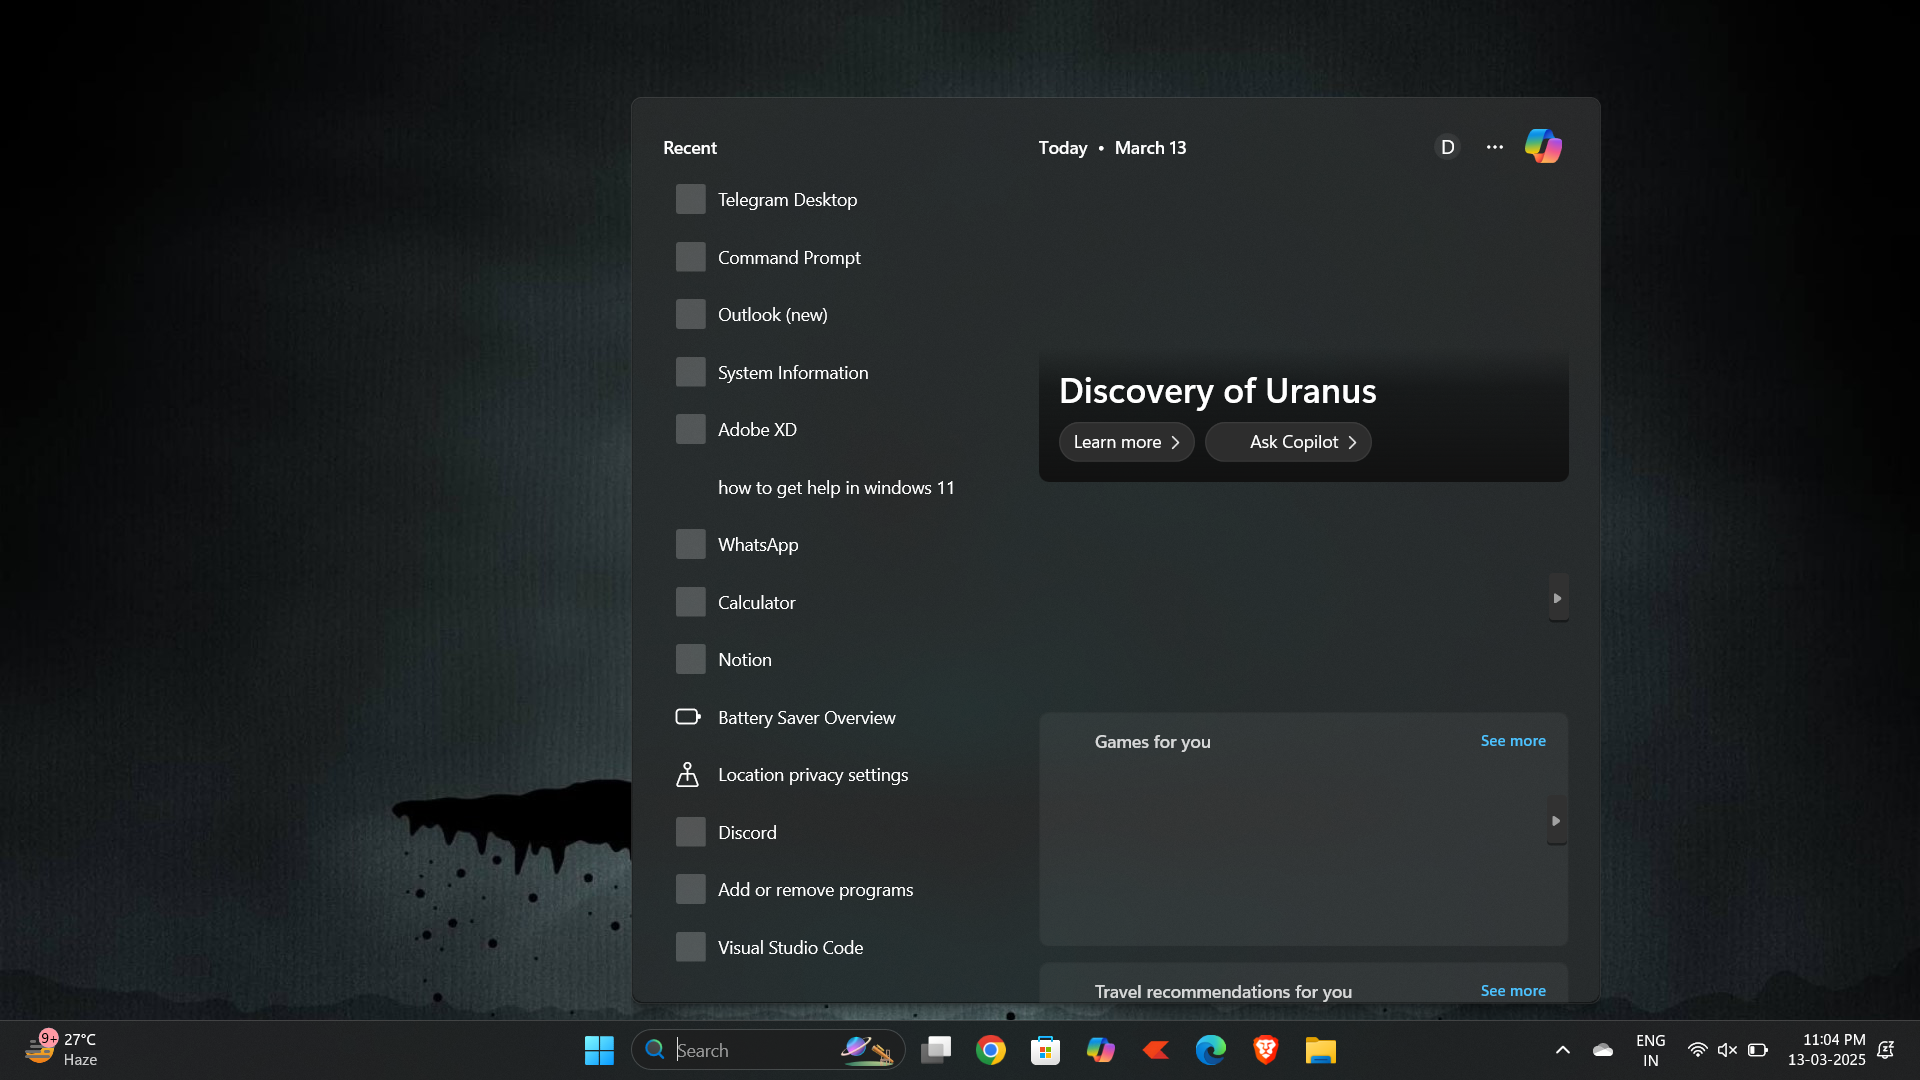 Recent
Telegram Desktop
Command Prompt
Outlook (new)
System Information
Adobe XD
how to get help in windows 11
WhatsApp
Calculator
Notion
Battery Saver Overview
Location privacy settings
Discord
Add or remove programs
Visual Studio Code
Today • March 13
D
Discovery of Uranus
Learn more
Ask Copilot
Games for you
See more
Travel recommendations for you
See more
9+
27°C
Haze
Search
ENG
IN
11:04 PM
13-03-2025